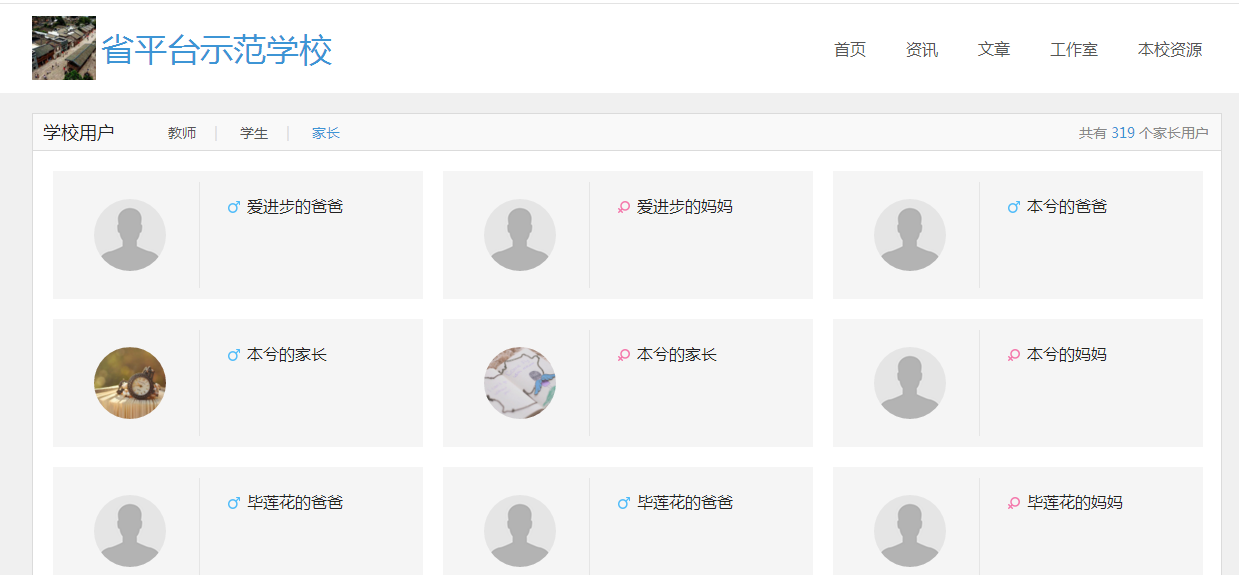 省平台示范学校
首页 资讯 文章 工作室 本校资源
学校用户 教师 学生 家长 共有 319 个家长用户
爱进步的爸爸 爱进步的妈妈 本兮的爸爸
本兮的家长 本兮的家长 本兮的妈妈
毕莲花的爸爸 毕莲花的爸爸 毕莲花的妈妈